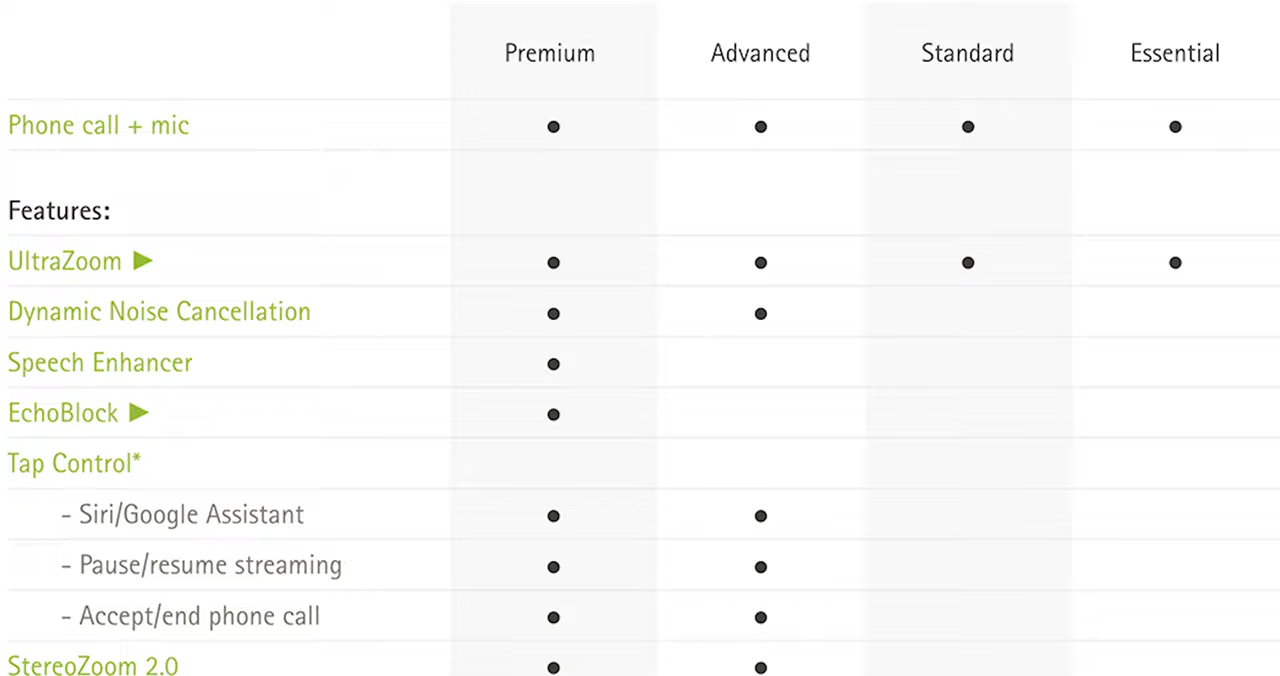 Premium Advanced Standard Essential
Phone call + mic ● ● ● ●
Features:
UltraZoom ► ● ● ● ●
Dynamic Noise Cancellation ● ●
Speech Enhancer ●
EchoBlock ► ●
Tap Control*
- Siri/Google Assistant ● ●
- Pause/resume streaming ● ●
- Accept/end phone call ● ●
StereoZoom 2.0 ● ●